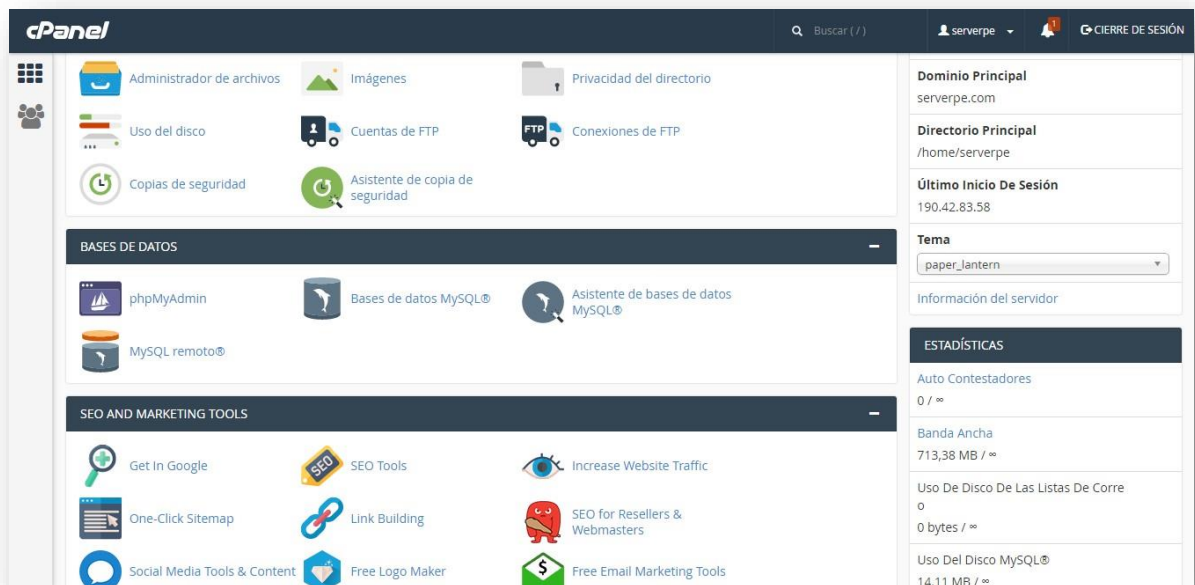 cPanel
Buscar ( / )
serverpe
1
CIERRE DE SESIÓN
Administrador de archivos
Imágenes
Privacidad del directorio
Uso del disco
Cuentas de FTP
FTP
Conexiones de FTP
Copias de seguridad
Asistente de copia de
seguridad
BASES DE DATOS
phpMyAdmin
Bases de datos MySQL®
Asistente de bases de datos
MySQL®
MySQL remoto®
SEO AND MARKETING TOOLS
Get In Google
SEO
SEO Tools
Increase Website Traffic
One-Click Sitemap
Link Building
SEO for Resellers &
Webmasters
Social Media Tools & Content
Free Logo Maker
$
Free Email Marketing Tools
Dominio Principal
serverpe.com
Directorio Principal
/home/serverpe
Último Inicio De Sesión
190.42.83.58
Tema
paper_lantern
Información del servidor
ESTADÍSTICAS
Auto Contestadores
0 / ∞
Banda Ancha
713,38 MB / ∞
Uso De Disco De Las Listas De Corre
o
0 bytes / ∞
Uso Del Disco MySQL®
14,11 MB / ∞